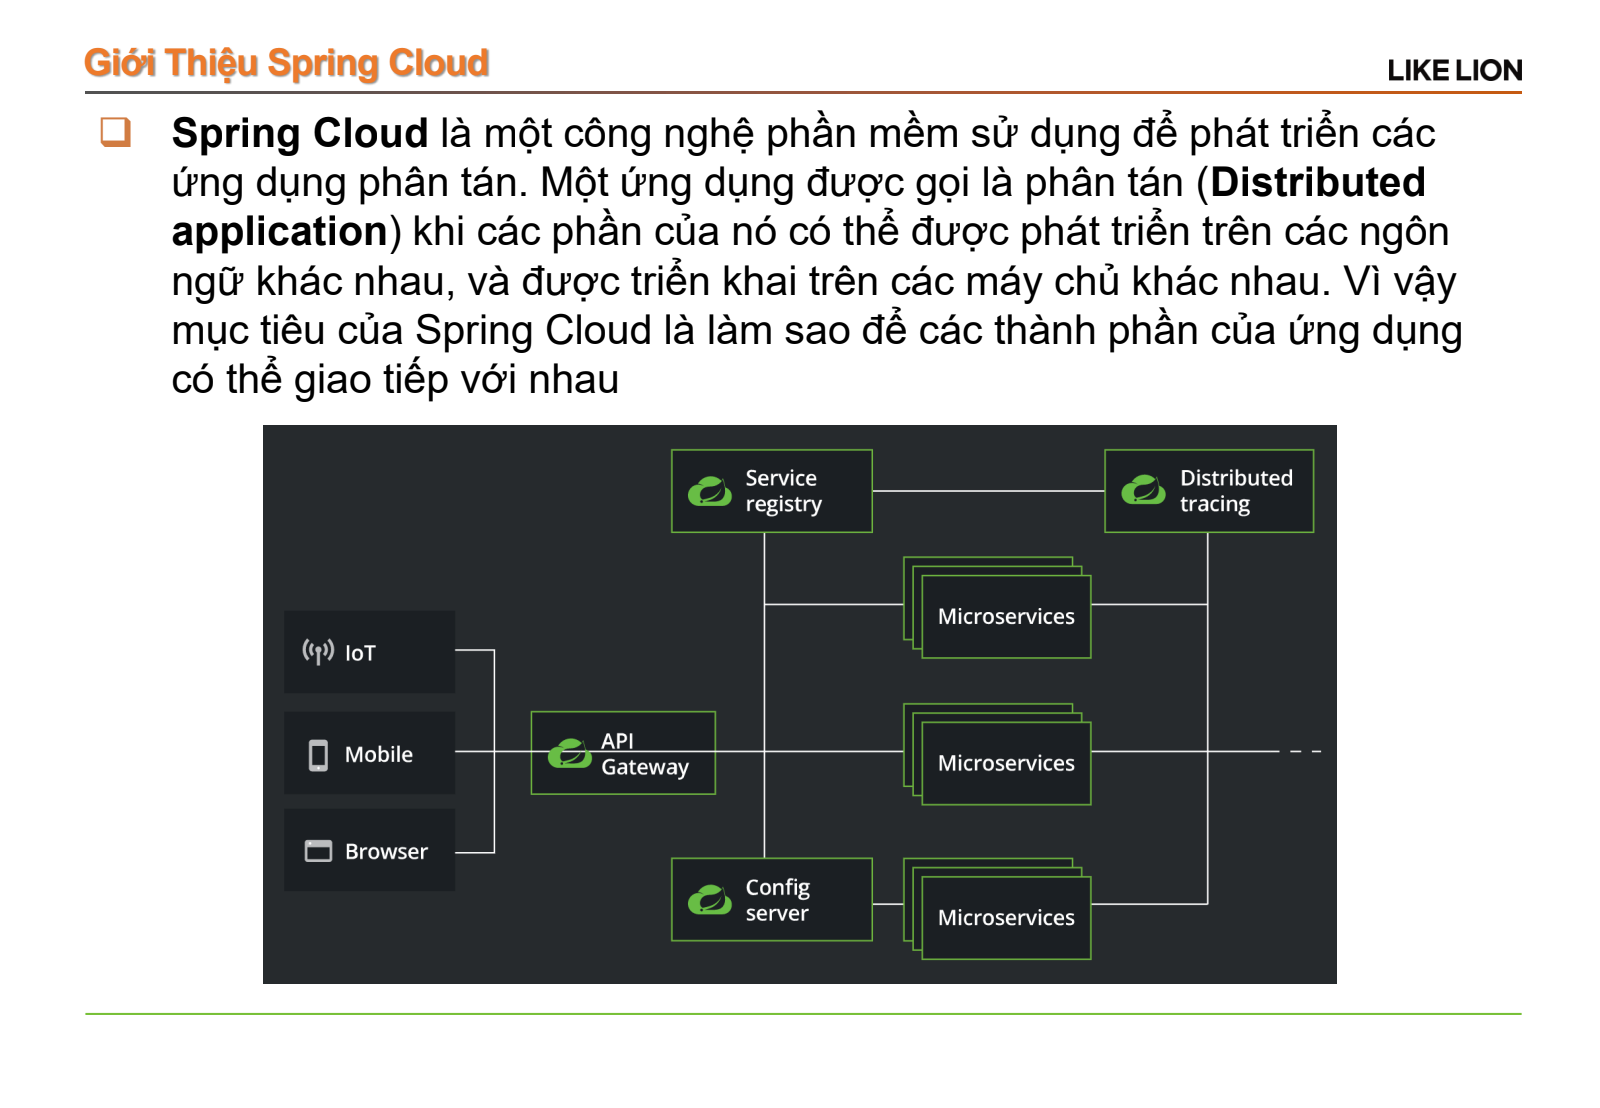 Giới Thiệu Spring Cloud
LIKE LION
Spring Cloud là một công nghệ phần mềm sử dụng để phát triển các
ứng dụng phân tán. Một ứng dụng được gọi là phân tán (Distributed
application) khi các phần của nó có thể được phát triển trên các ngôn
ngữ khác nhau, và được triển khai trên các máy chủ khác nhau. Vì vậy
mục tiêu của Spring Cloud là làm sao để các thành phần của ứng dụng
có thể giao tiếp với nhau
Service
registry
Distributed
tracing
Microservices
IoT
Mobile
Browser
API
Gateway
Microservices
Config
server
Microservices